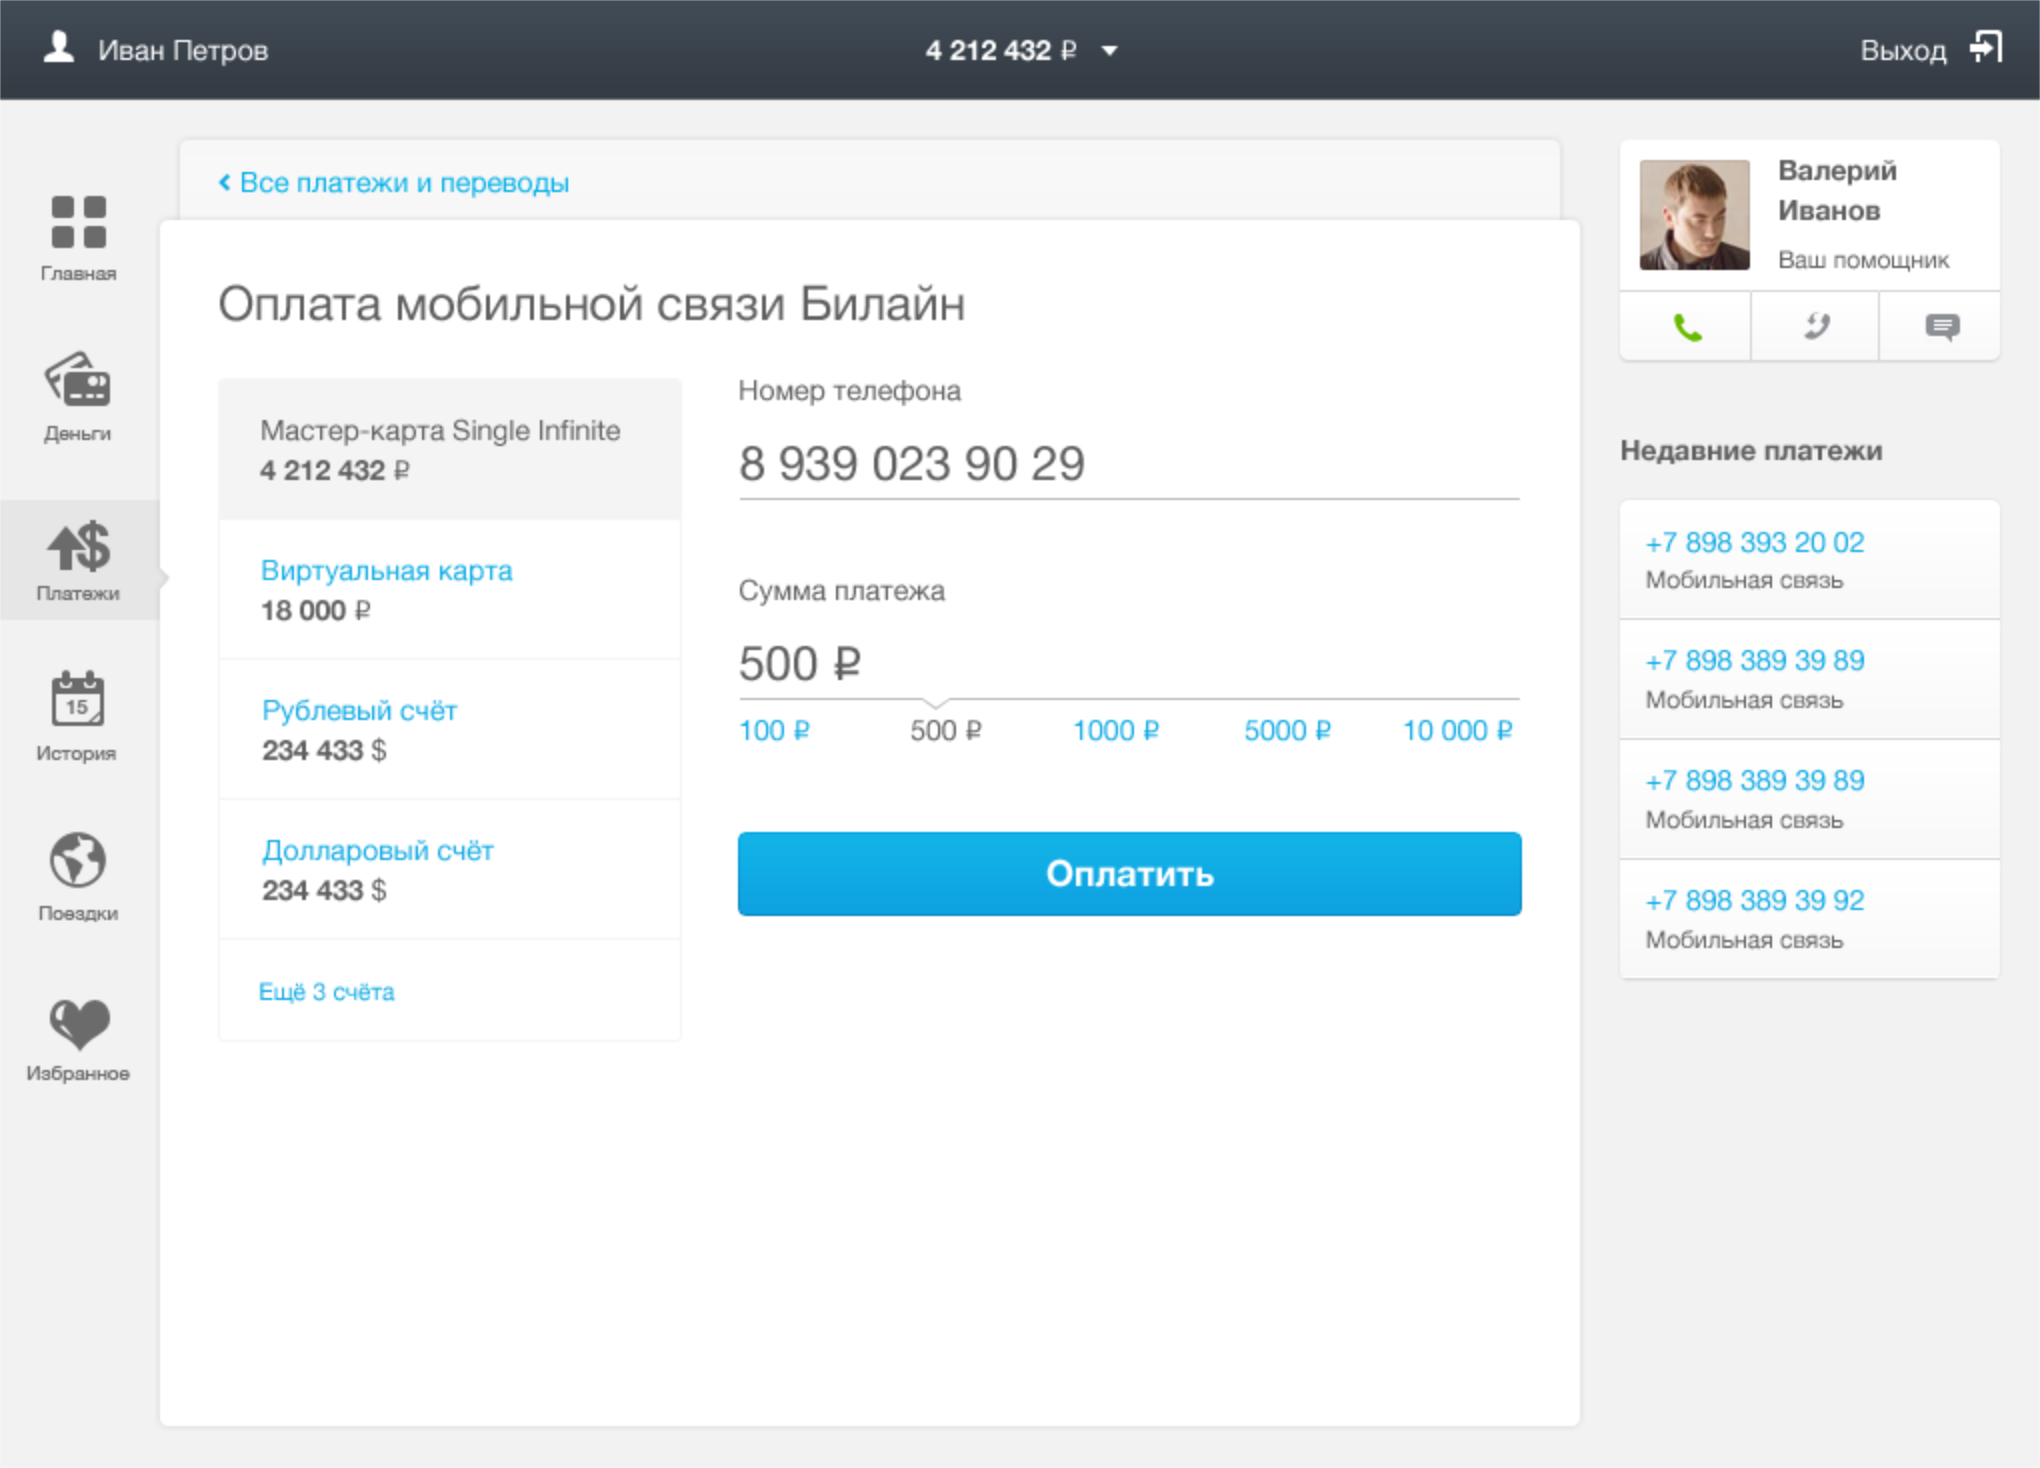 Иван Петров
4 212 432 ₽
Выход
Все платежи и переводы
Главная
Деньги
Платежи
История
15
Поездки
Избранное
Оплата мобильной связи Билайн
Мастер-карта Single Infinite
4 212 432 ₽
Виртуальная карта
18 000 ₽
Рублевый счёт
234 433 $
Долларовый счёт
234 433 $
Ещё 3 счёта
Номер телефона
8 939 023 90 29
Сумма платежа
500 ₽
100 ₽ 500 ₽ 1000 ₽ 5000 ₽ 10 000 ₽
Оплатить
Валерий
Иванов
Ваш помощник
Недавние платежи
+7 898 393 20 02
Мобильная связь
+7 898 389 39 89
Мобильная связь
+7 898 389 39 89
Мобильная связь
+7 898 389 39 92
Мобильная связь